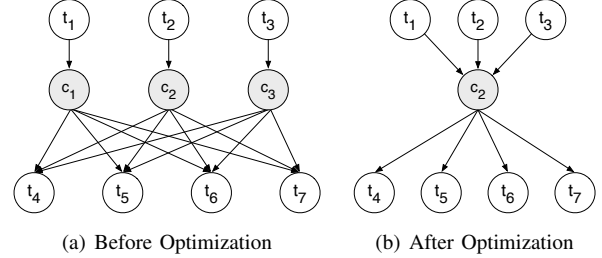 t1 t2 t3 t1 t2 t3
c1 c2 c3 c2
t4 t5 t6 t7 t4 t5 t6 t7
(a) Before Optimization (b) After Optimization